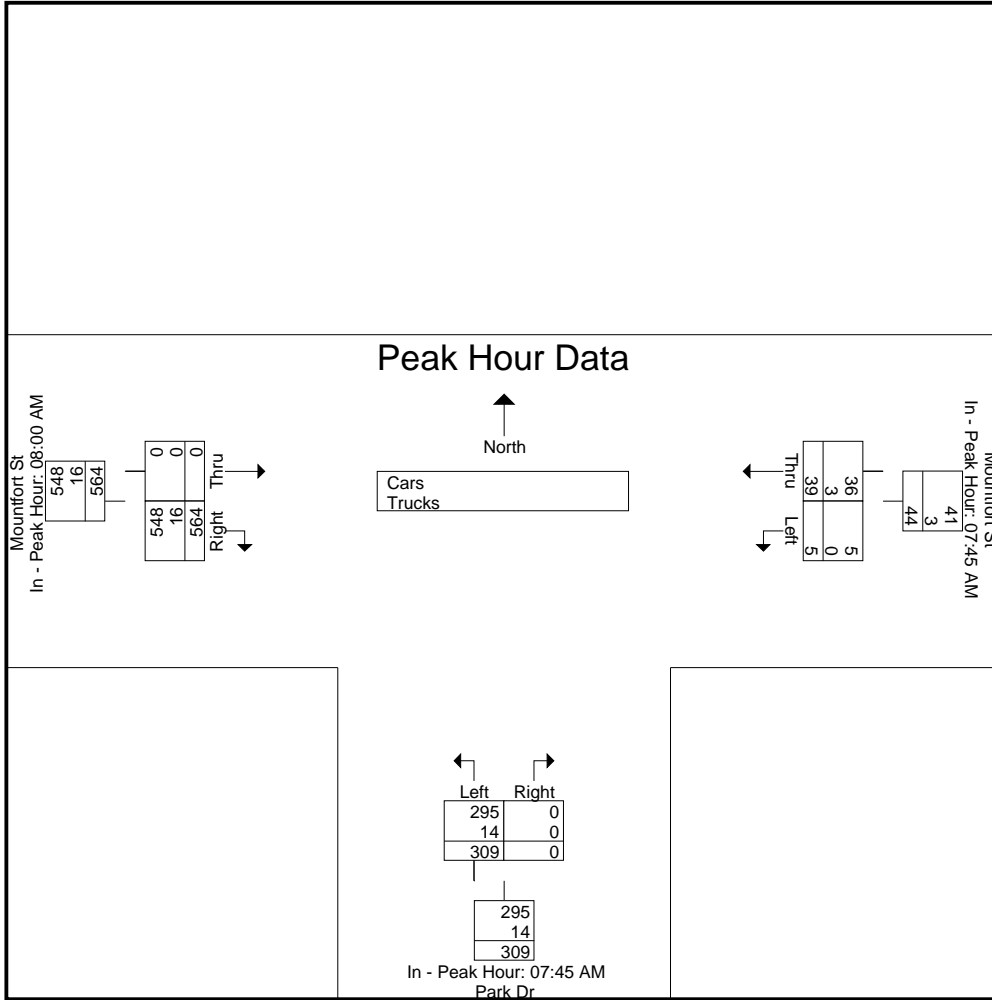 Peak Hour Data
North
Cars
Trucks
Mountfort St
In - Peak Hour: 08:00 AM
564
16
548
Thru
0
0
0
Right
564
16
548
Mountfort St
In - Peak Hour: 07:45 AM
41
3
44
36
3
39
Thru
5
0
5
Left
Left Right
295 0
14 0
309 0
295
14
309
In - Peak Hour: 07:45 AM
Park Dr